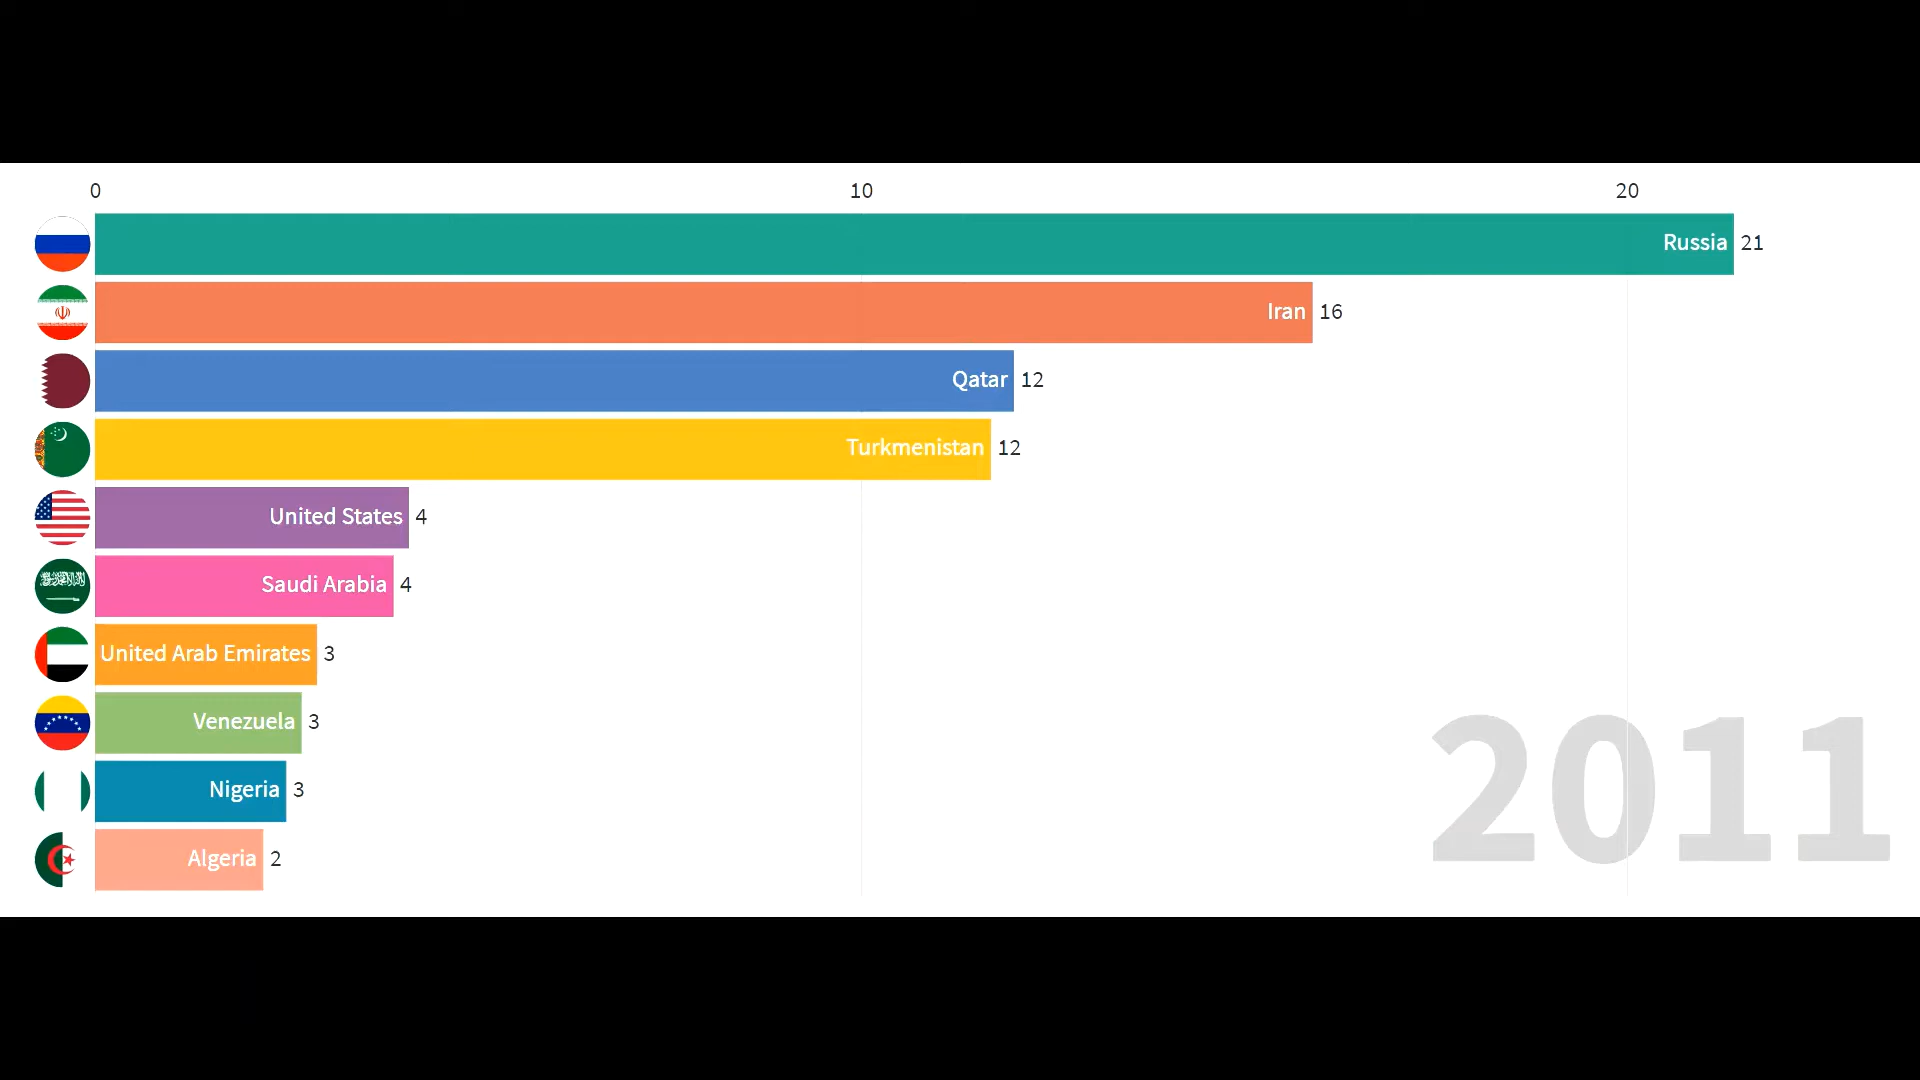 0 10 20
Russia 21
Iran 16
Qatar 12
Turkmenistan 12
United States 4
Saudi Arabia 4
United Arab Emirates 3
Venezuela 3
Nigeria 3
Algeria 2
2011